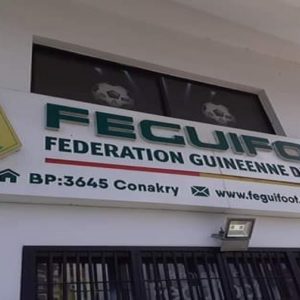 FEGUIFO
FEDERATION GUINEENNE D
BP:3645 Conakry www.feguifoot.